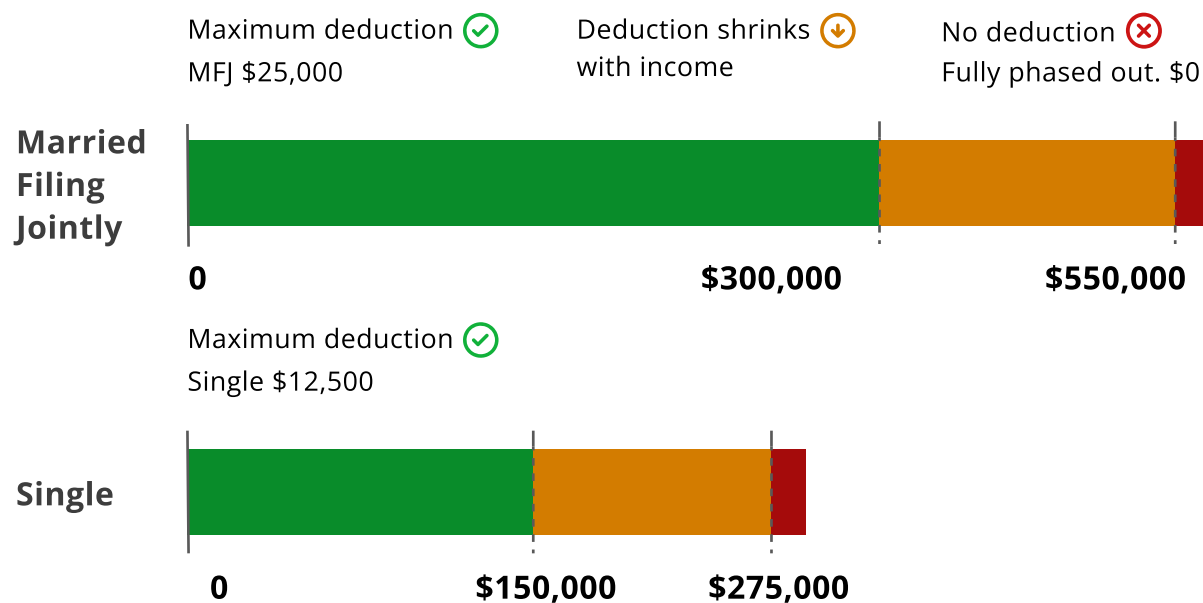 Maximum deduction
MFJ $25,000
Deduction shrinks
with income
No deduction
Fully phased out. $0
Married
Filing
Jointly
0
$300,000
$550,000
Maximum deduction
Single $12,500
Single
0
$150,000
$275,000